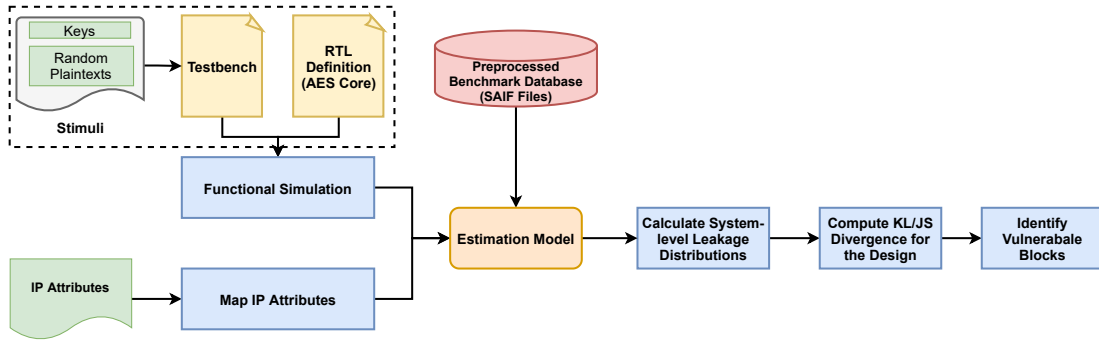 Keys
Random
Plaintexts
Stimuli
Testbench
RTL
Definition
(AES Core)
Preprocessed
Benchmark Database
(SAIF Files)
Functional Simulation
Estimation Model
Calculate System-
level Leakage
Distributions
Compute KL/JS
Divergence for
the Design
Identify
Vulnerabale
Blocks
IP Attributes
Map IP Attributes